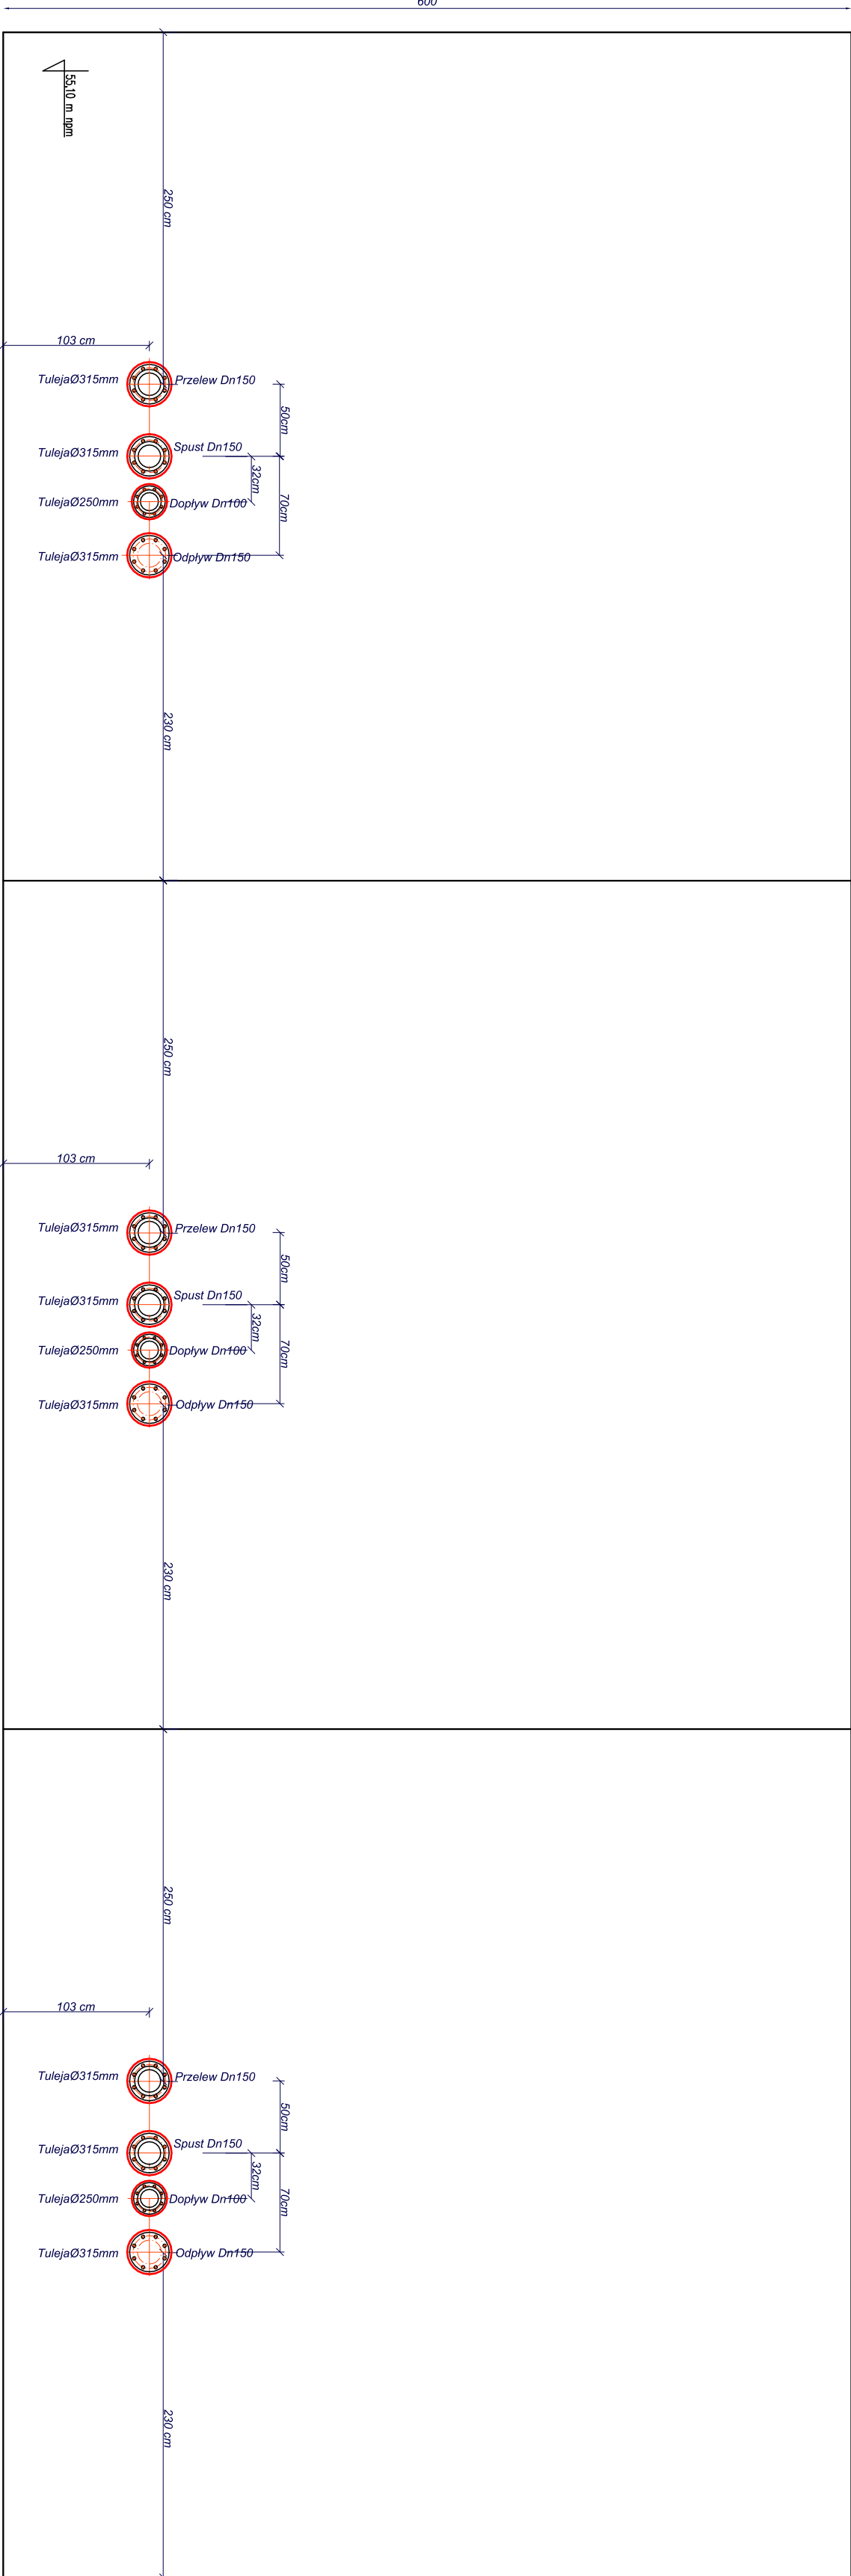 600
55,10 m npm
250 cm
103 cm
TulejaØ315mm
Przelew Dn150
50cm
TulejaØ315mm
Spust Dn150
32cm
70cm
TulejaØ250mm
Dopływ Dn100
TulejaØ315mm
Odpływ Dn150
230 cm
250 cm
103 cm
TulejaØ315mm
Przelew Dn150
50cm
TulejaØ315mm
Spust Dn150
32cm
70cm
TulejaØ250mm
Dopływ Dn100
TulejaØ315mm
Odpływ Dn150
230 cm
250 cm
103 cm
TulejaØ315mm
Przelew Dn150
50cm
TulejaØ315mm
Spust Dn150
32cm
70cm
TulejaØ250mm
Dopływ Dn100
TulejaØ315mm
Odpływ Dn150
230 cm